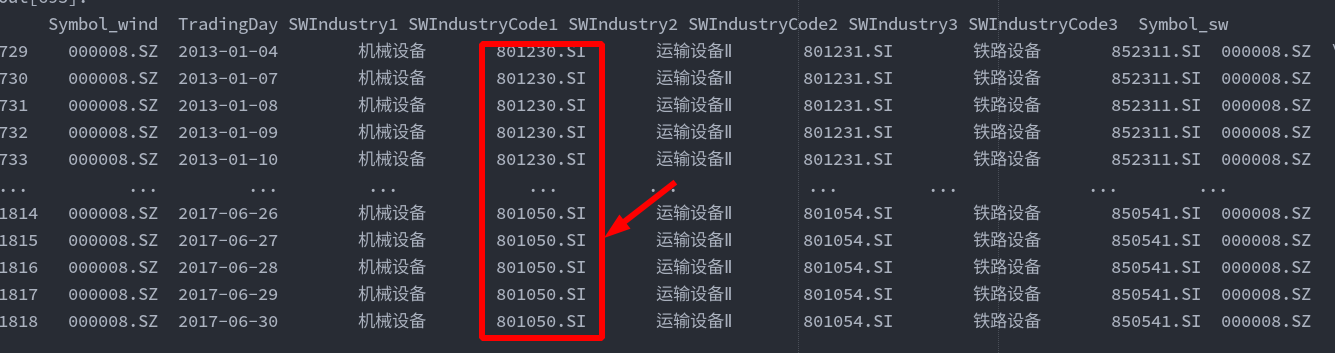 Symbol_wind TradingDay SWIndustry1 SWIndustryCode1 SWIndustry2 SWIndustryCode2 SWIndustry3 SWIndustryCode3 Symbol_sw
729 000008.SZ 2013-01-04 机械设备 801230.SI 运输设备Ⅱ 801231.SI 铁路设备 852311.SI 000008.SZ
730 000008.SZ 2013-01-07 机械设备 801230.SI 运输设备Ⅱ 801231.SI 铁路设备 852311.SI 000008.SZ
731 000008.SZ 2013-01-08 机械设备 801230.SI 运输设备Ⅱ 801231.SI 铁路设备 852311.SI 000008.SZ
732 000008.SZ 2013-01-09 机械设备 801230.SI 运输设备Ⅱ 801231.SI 铁路设备 852311.SI 000008.SZ
733 000008.SZ 2013-01-10 机械设备 801230.SI 运输设备Ⅱ 801231.SI 铁路设备 852311.SI 000008.SZ
... ... ... ... ... ... ... ... ... ...
1814 000008.SZ 2017-06-26 机械设备 801050.SI 运输设备Ⅱ 801054.SI 铁路设备 850541.SI 000008.SZ
1815 000008.SZ 2017-06-27 机械设备 801050.SI 运输设备Ⅱ 801054.SI 铁路设备 850541.SI 000008.SZ
1816 000008.SZ 2017-06-28 机械设备 801050.SI 运输设备Ⅱ 801054.SI 铁路设备 850541.SI 000008.SZ
1817 000008.SZ 2017-06-29 机械设备 801050.SI 运输设备Ⅱ 801054.SI 铁路设备 850541.SI 000008.SZ
1818 000008.SZ 2017-06-30 机械设备 801050.SI 运输设备Ⅱ 801054.SI 铁路设备 850541.SI 000008.SZ